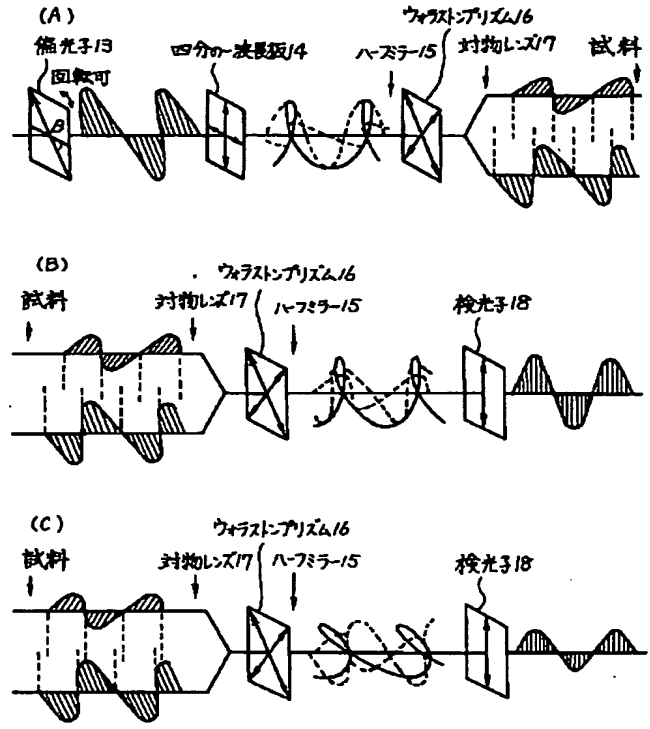 (A)
ウォラストンプリズム16
偏光子13
四分の一波長板14
ハーフミラー15
対物レンズ17
試料
回転可
β
(B)
ウォラストンプリズム16
試料
対物レンズ17
ハーフミラー15
検光子18
(C)
ウォラストンプリズム16
試料
対物レンズ17
ハーフミラー15
検光子18